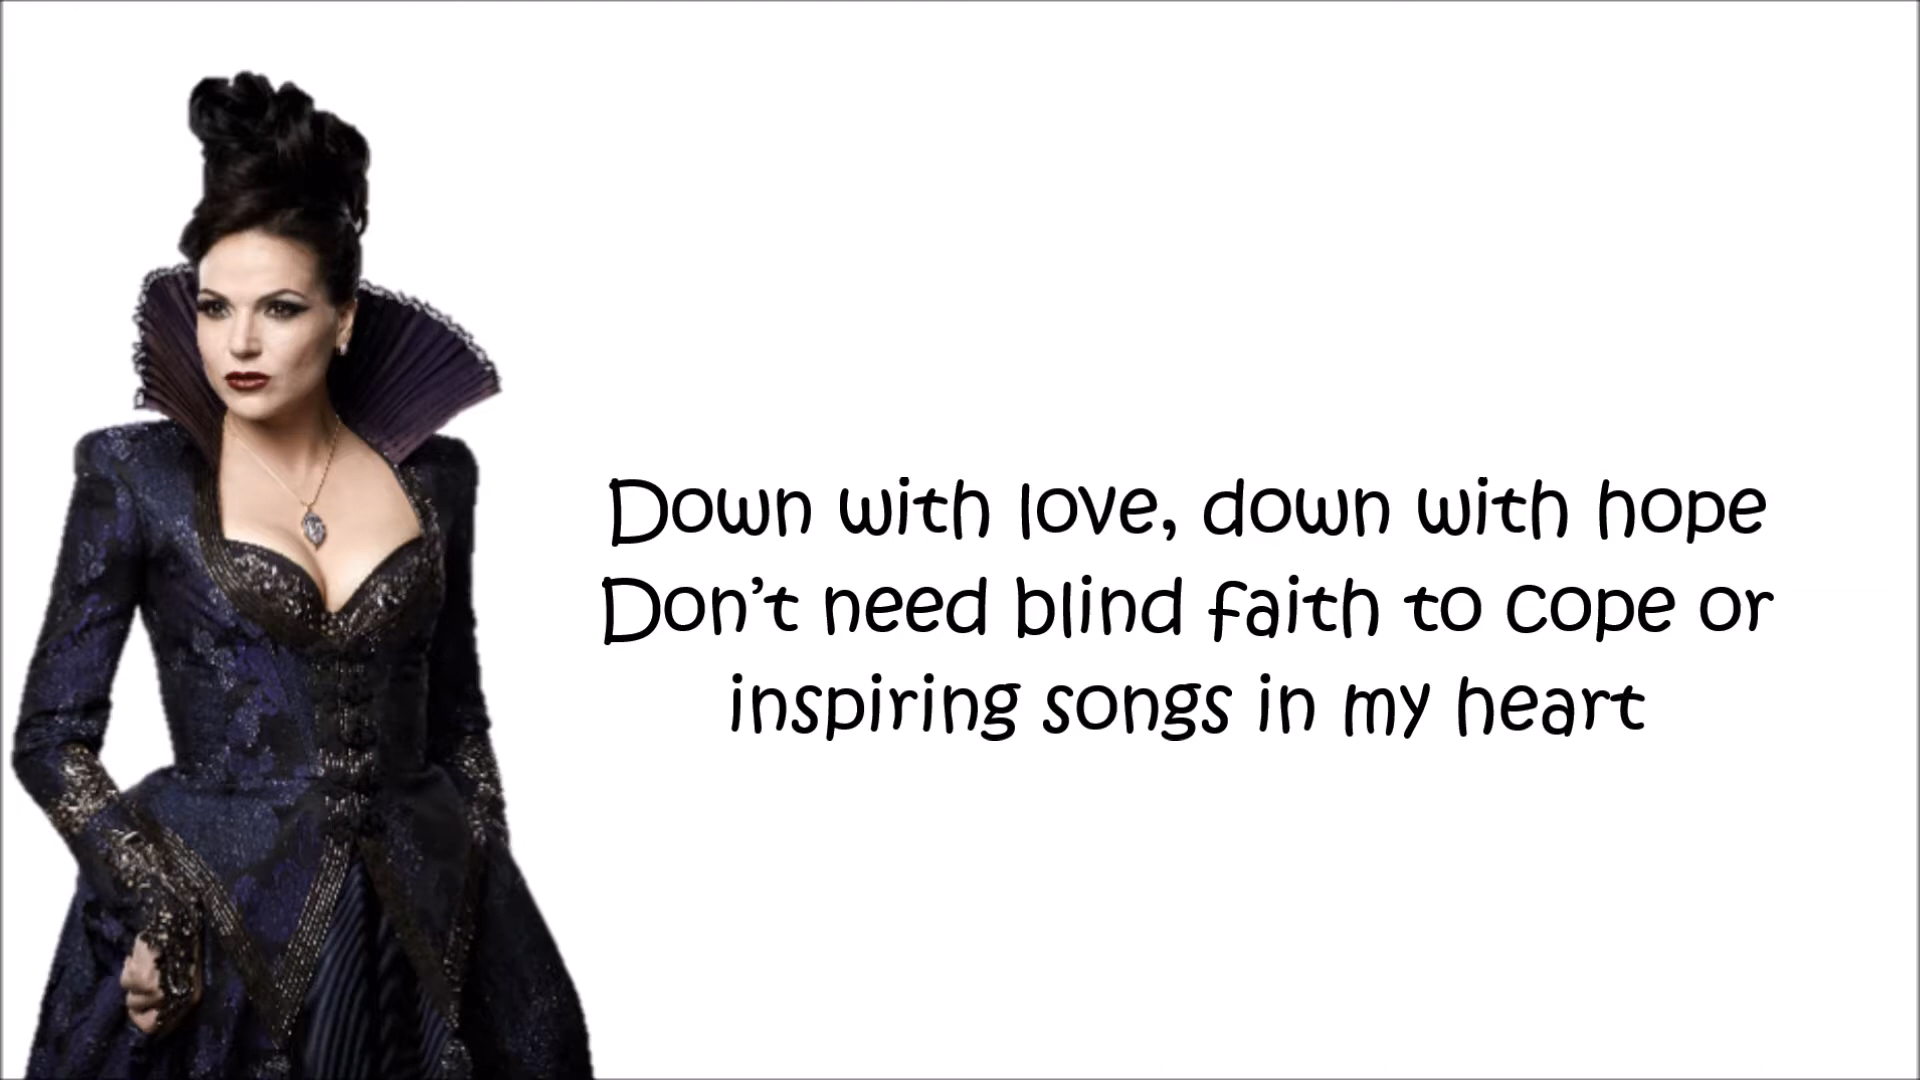 Down with love, down with hope
Don’t need blind faith to cope or
inspiring songs in my heart